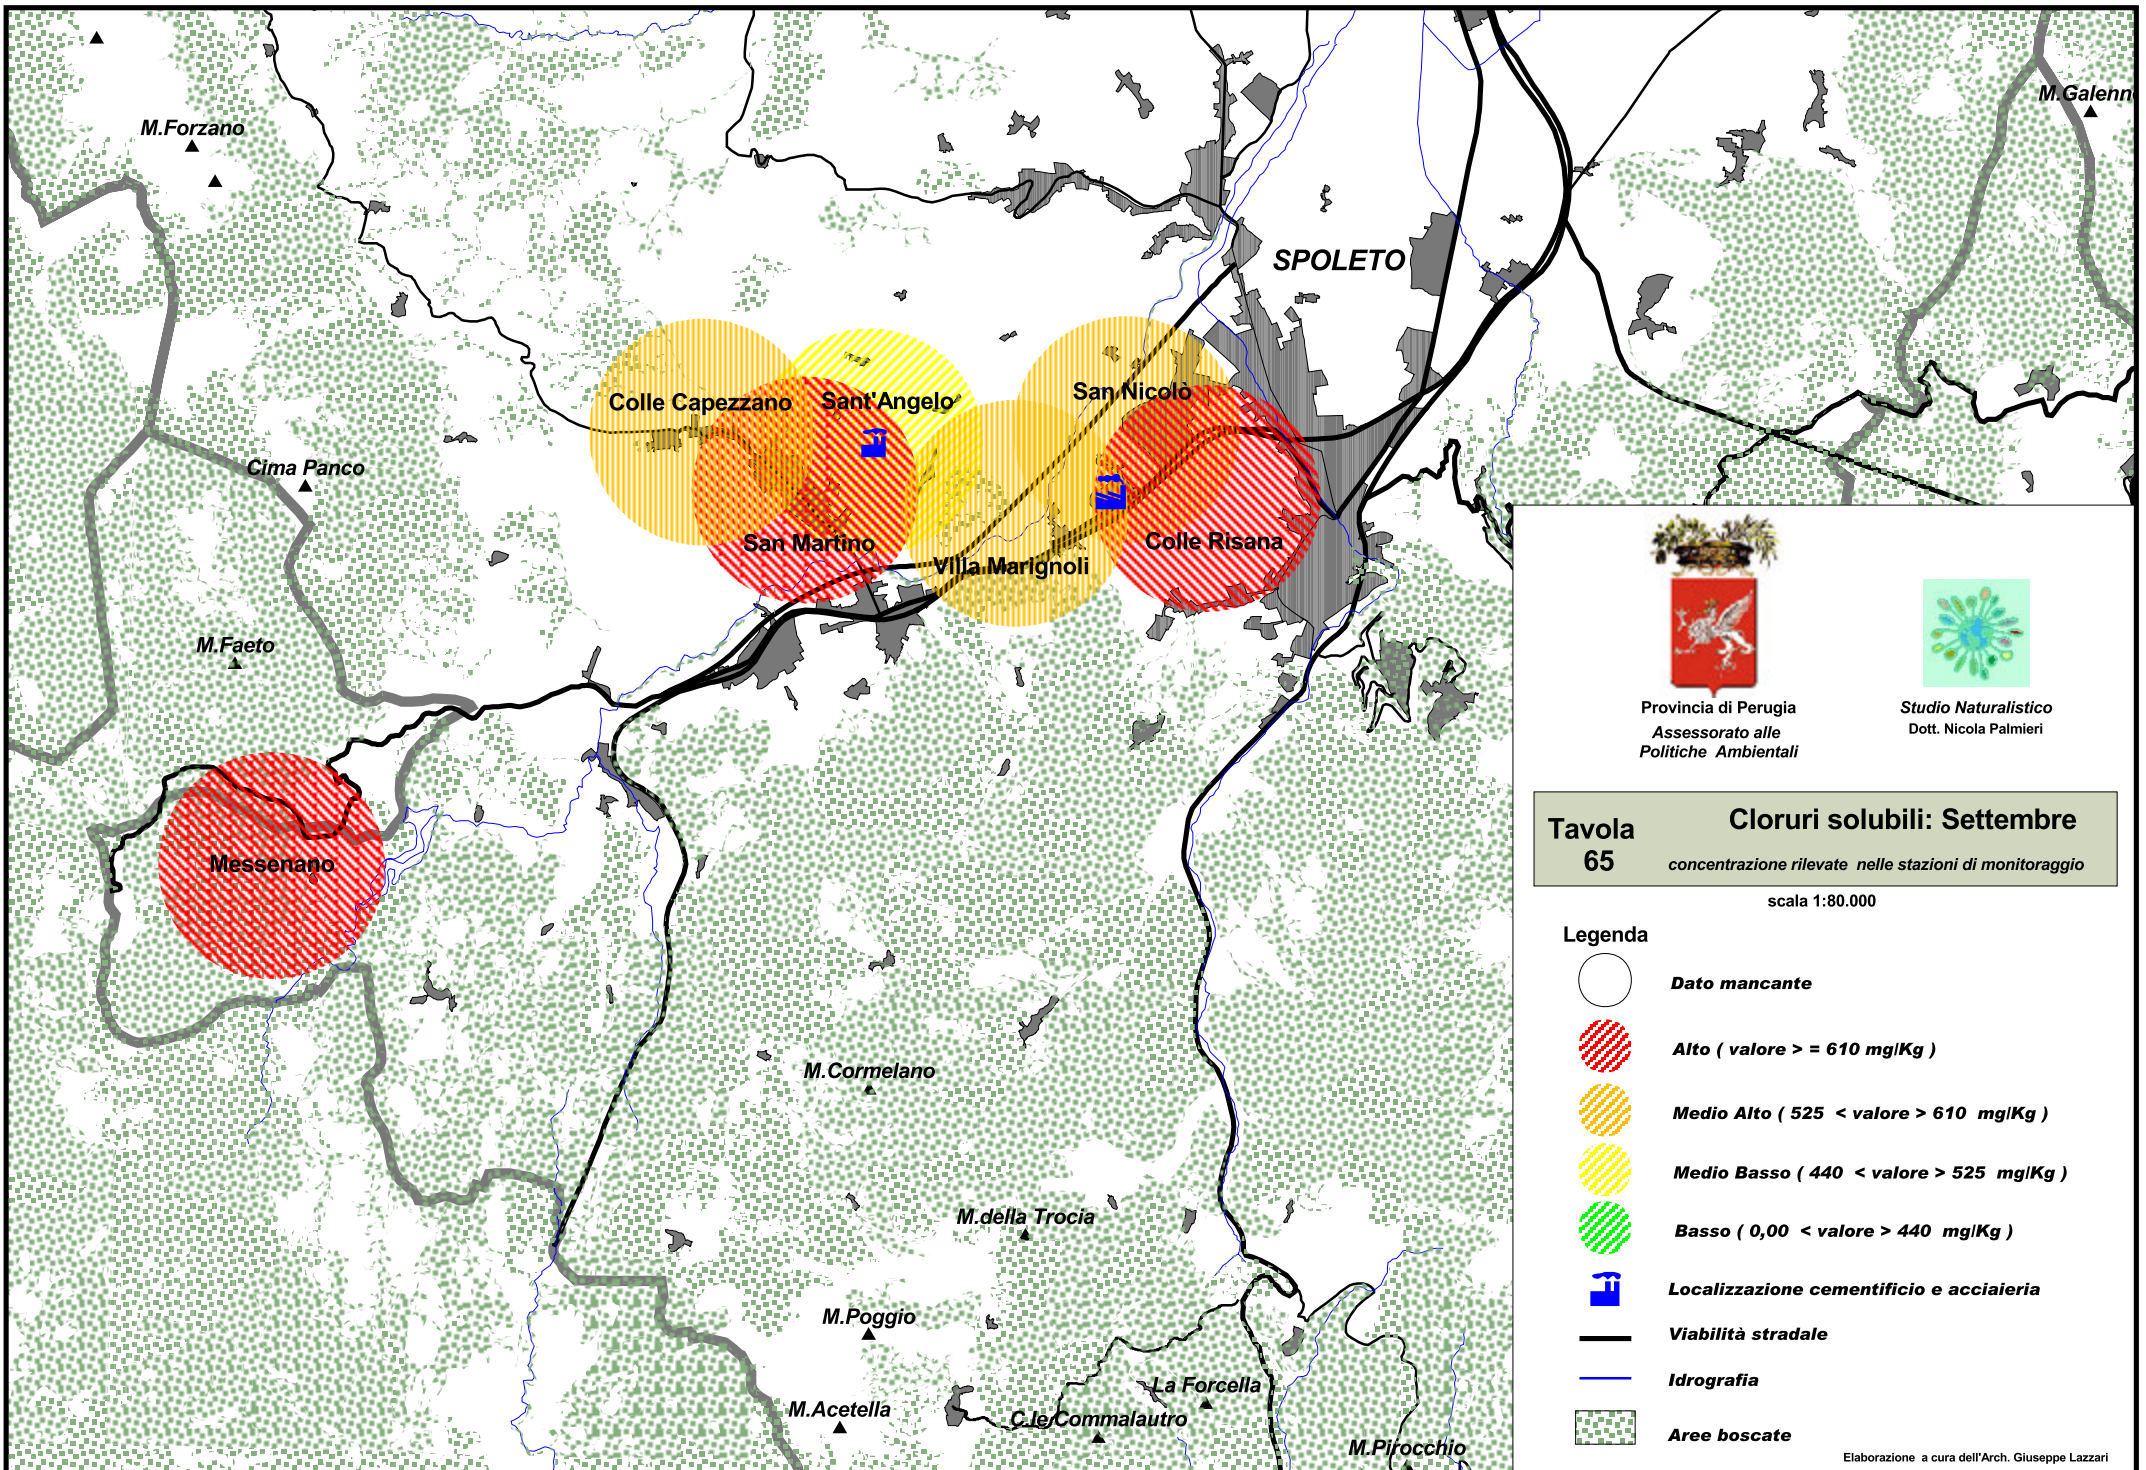 M.Galenn
M.Forzano
SPOLETO
San Nicolò
Colle Capezzano
Sant'Angelo
Cima Panco
San Martino
Colle Risana
Villa Marignoli
M.Faeto
Messenano
M.Cormelano
M.della Trocia
M.Poggio
La Forcella
M.Acetella
C.le Commalautro
M.Pirocchio
Provincia di Perugia
Assessorato alle
Politiche Ambientali
Studio Naturalistico
Dott. Nicola Palmieri
Tavola
65
Cloruri solubili: Settembre
concentrazione rilevate nelle stazioni di monitoraggio
scala 1:80.000
Legenda
Dato mancante
Alto ( valore > = 610 mg/Kg )
Medio Alto ( 525 < valore > 610 mg/Kg )
Medio Basso ( 440 < valore > 525 mg/Kg )
Basso ( 0,00 < valore > 440 mg/Kg )
Localizzazione cementificio e acciaieria
Viabilità stradale
Idrografia
Aree boscate
Elaborazione a cura dell'Arch. Giuseppe Lazzari